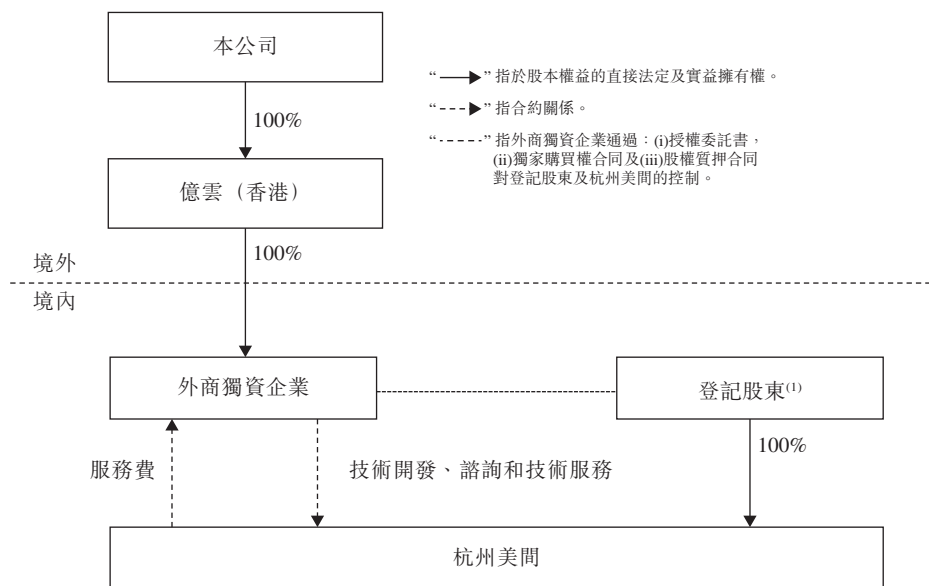 本公司
“ ” 指於股本權益的直接法定及實益擁有權。
100%
“ ” 指合約關係。
“ ” 指外商獨資企業通過：(i)授權委託書，
(ii)獨家購買權合同及(iii)股權質押合同
對登記股東及杭州美間的控制。
億雲（香港）
100%
境外
境內
外商獨資企業
登記股東(1)
100%
服務費
技術開發、諮詢和技術服務
杭州美間